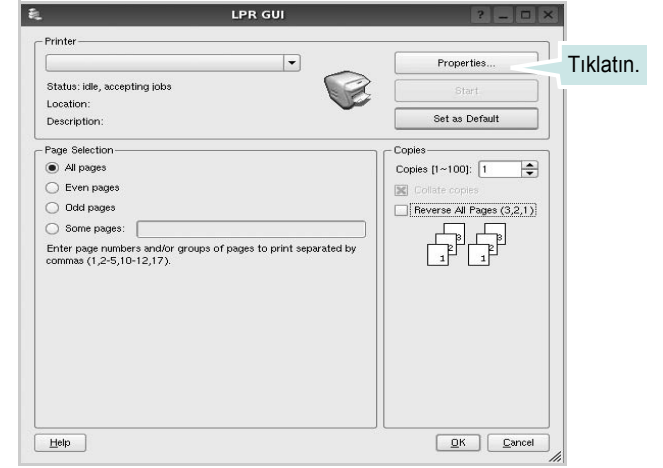 LPR GUI
Printer
Properties...
Tıklatın.
Status: idle, accepting jobs
Start
Location:
Description:
Set as Default
Page Selection
All pages
Even pages
Odd pages
Some pages:
Enter page numbers and/or groups of pages to print separated by
commas (1,2-5,10-12,17).
Copies
Copies [1~100]: 1
Collate copies
Reverse All Pages (3,2,1)
3 2 1 3 2 1
Help
OK
Cancel